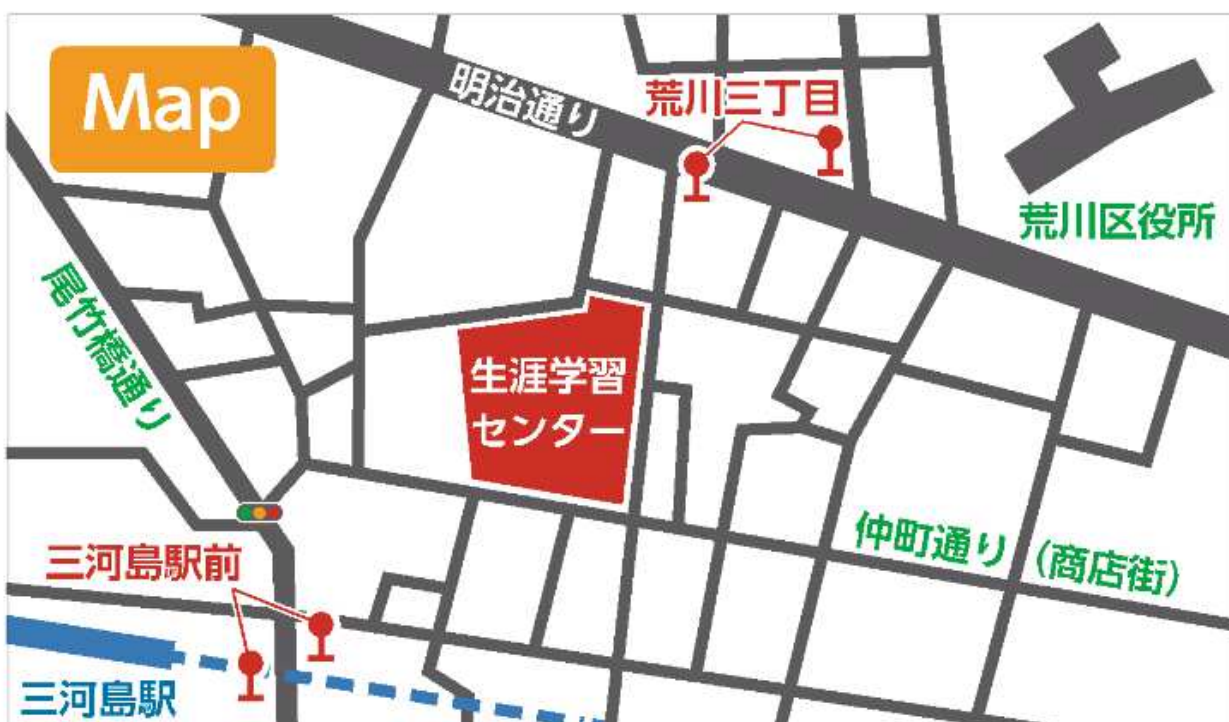 Map
明治通り
荒川三丁目
荒川区役所
尾竹橋通り
生涯学習
センター
仲町通り（商店街）
三河島駅前
三河島駅